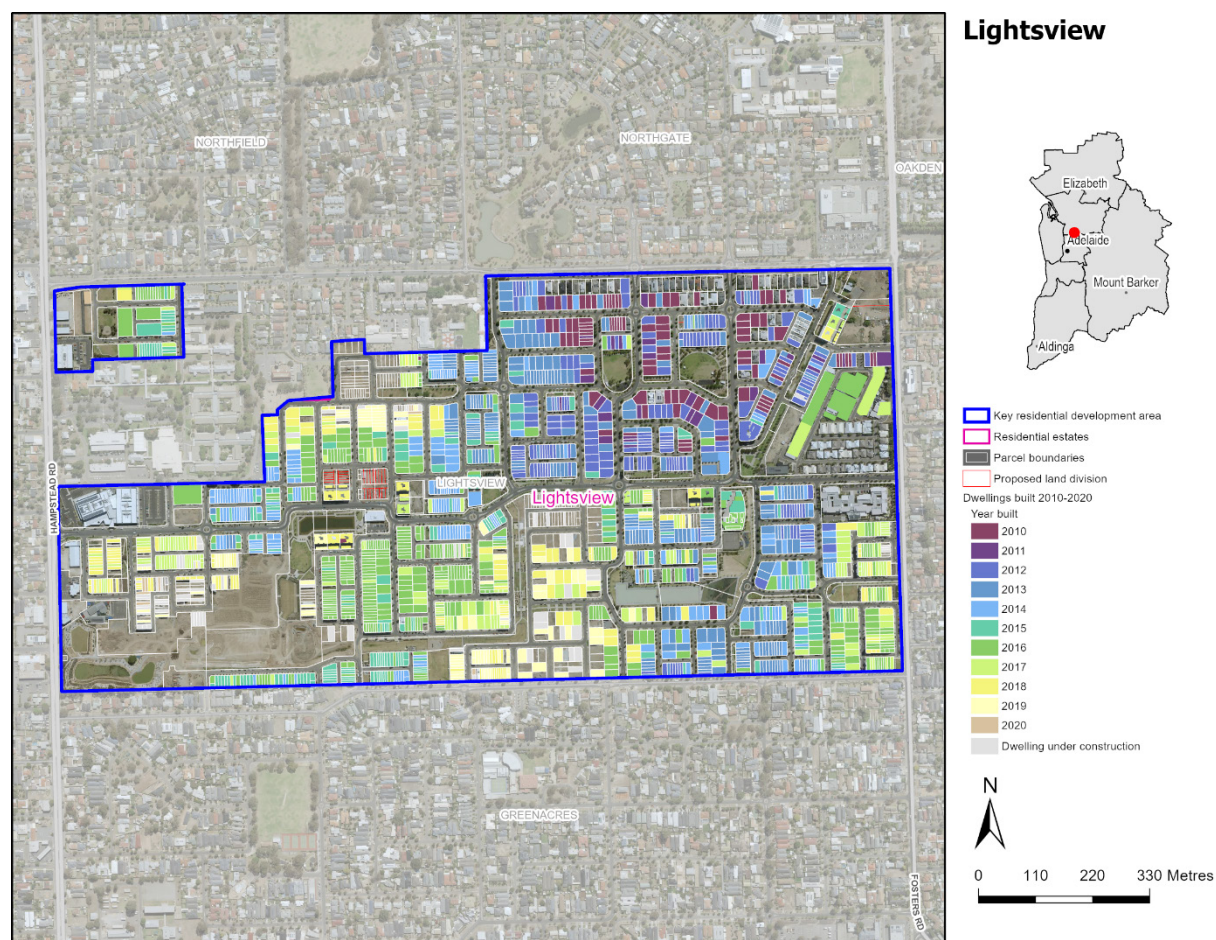 Lightsview
NORTHFIELD
NORTHGATE
OAKDEN
HAMPSTEAD RD
LIGHTSVIEW
Lightsview
GREENACRES
FOSTERS RD
Elizabeth
Adelaide
Mount Barker
Aldinga
Key residential development area
Residential estates
Parcel boundaries
Proposed land division
Dwellings built 2010-2020
Year built
2010
2011
2012
2013
2014
2015
2016
2017
2018
2019
2020
Dwelling under construction
N
0 110 220 330 Metres